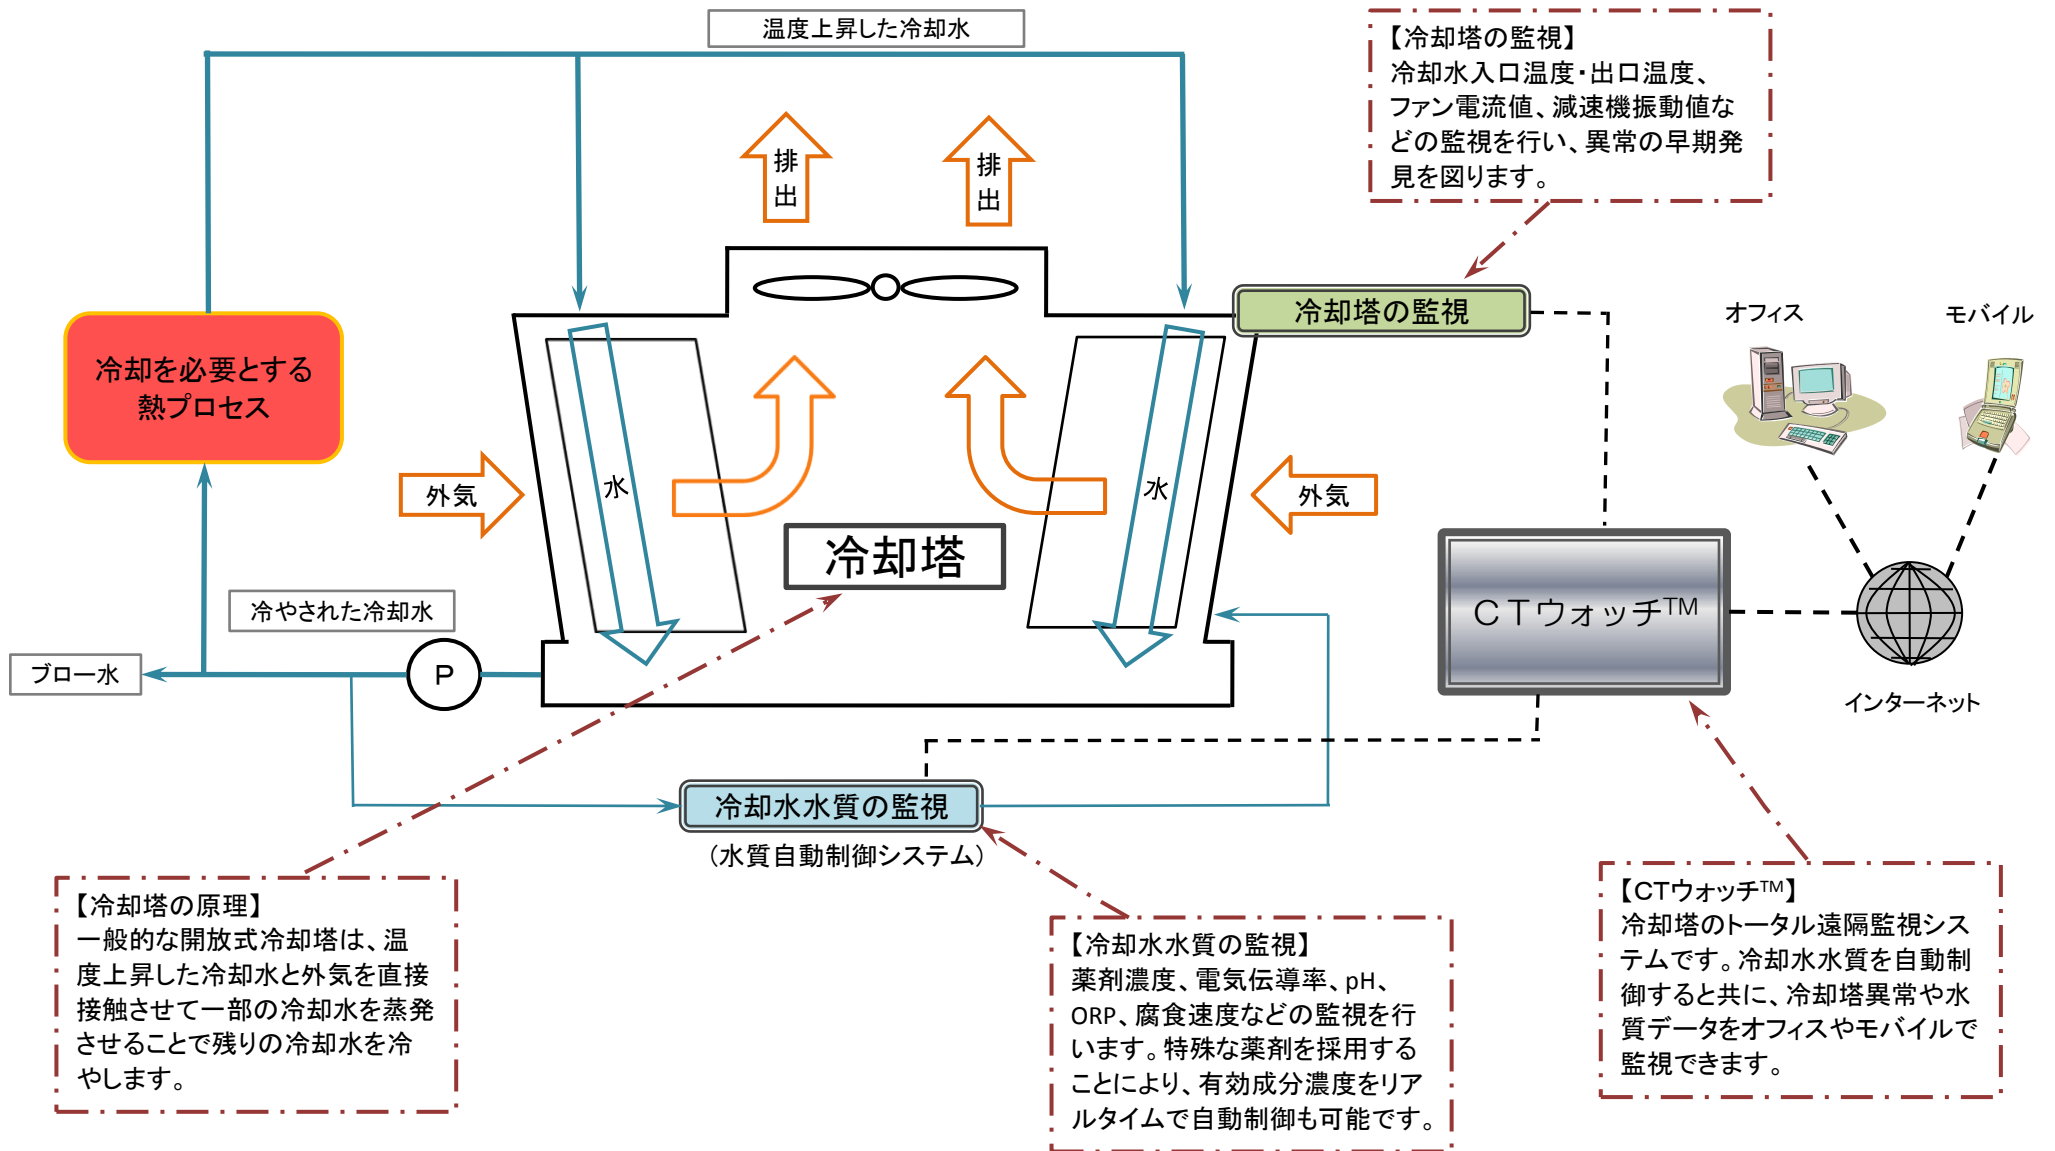 温度上昇した冷却水
【冷却塔の監視】
冷却水入口温度・出口温度、
ファン電流値、減速機振動値な
どの監視を行い、異常の早期発
見を図ります。
排
出
排
出
冷却塔の監視
オフィス
モバイル
冷却を必要とする
熱プロセス
水
水
外気
外気
冷却塔
冷やされた冷却水
CTウォッチ™
ブロー水
P
インターネット
冷却水水質の監視
（水質自動制御システム）
【冷却塔の原理】
一般的な開放式冷却塔は、温
度上昇した冷却水と外気を直接
接触させて一部の冷却水を蒸発
させることで残りの冷却水を冷
やします。
【冷却水水質の監視】
薬剤濃度、電気伝導率、pH、
ORP、腐食速度などの監視を行
います。特殊な薬剤を採用する
ことにより、有効成分濃度をリア
ルタイムで自動制御も可能です。
【CTウォッチ™】
冷却塔のトータル遠隔監視シス
テムです。冷却水水質を自動制
御すると共に、冷却塔異常や水
質データをオフィスやモバイルで
監視できます。